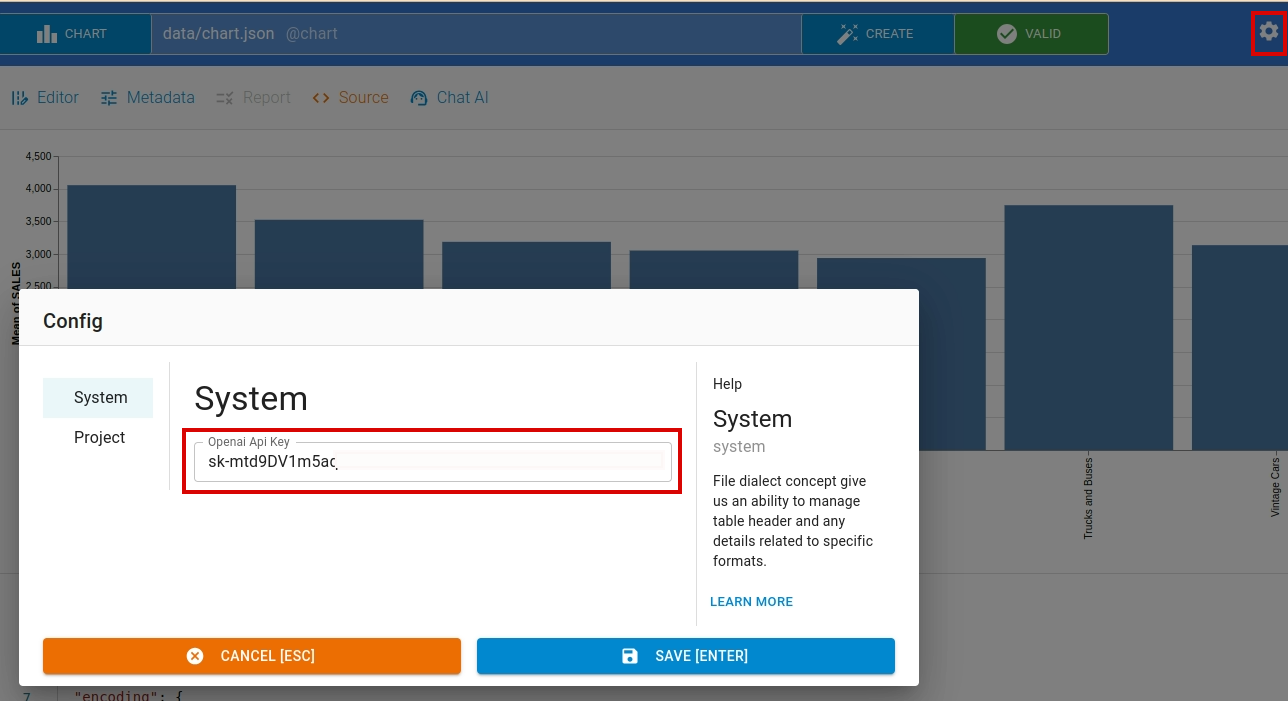 CHART
data/chart.json @chart
CREATE
VALID
Editor
Metadata
Report
Source
Chat AI
4,500
4,000
3,500
3,000
2,500
Mean of SALES
Trucks and Buses
Vintage Cars
Config
System
Project
System
Openai Api Key
sk-mtd9DV1m5ac
Help
System
system
File dialect concept give
us an ability to manage
table header and any
details related to specific
formats.
LEARN MORE
CANCEL [ESC]
SAVE [ENTER]
7 "encoding": {